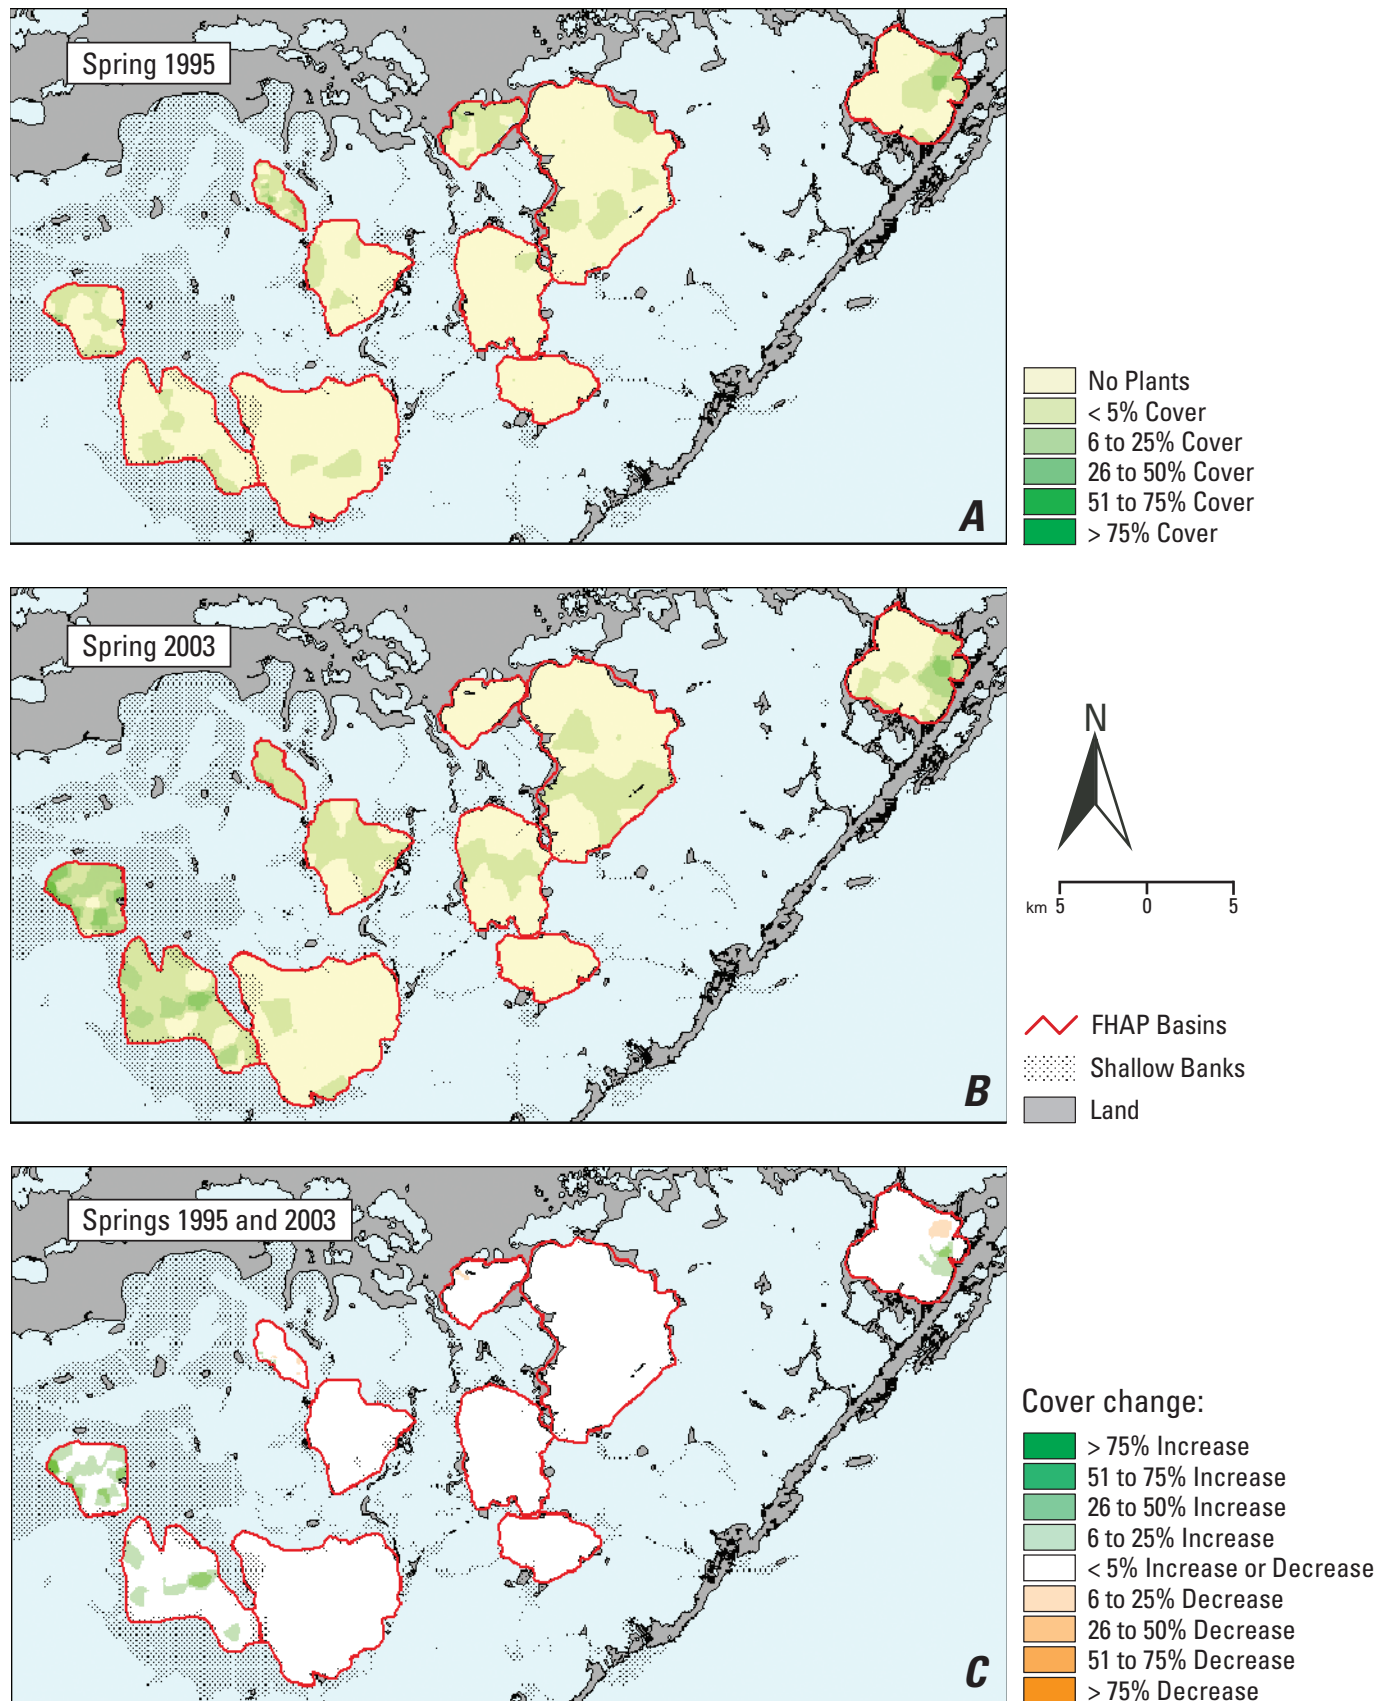 Spring 1995
A
No Plants
< 5% Cover
6 to 25% Cover
26 to 50% Cover
51 to 75% Cover
> 75% Cover
Spring 2003
B
N
km 5 0 5
FHAP Basins
Shallow Banks
Land
Springs 1995 and 2003
C
Cover change:
> 75% Increase
51 to 75% Increase
26 to 50% Increase
6 to 25% Increase
< 5% Increase or Decrease
6 to 25% Decrease
26 to 50% Decrease
51 to 75% Decrease
> 75% Decrease